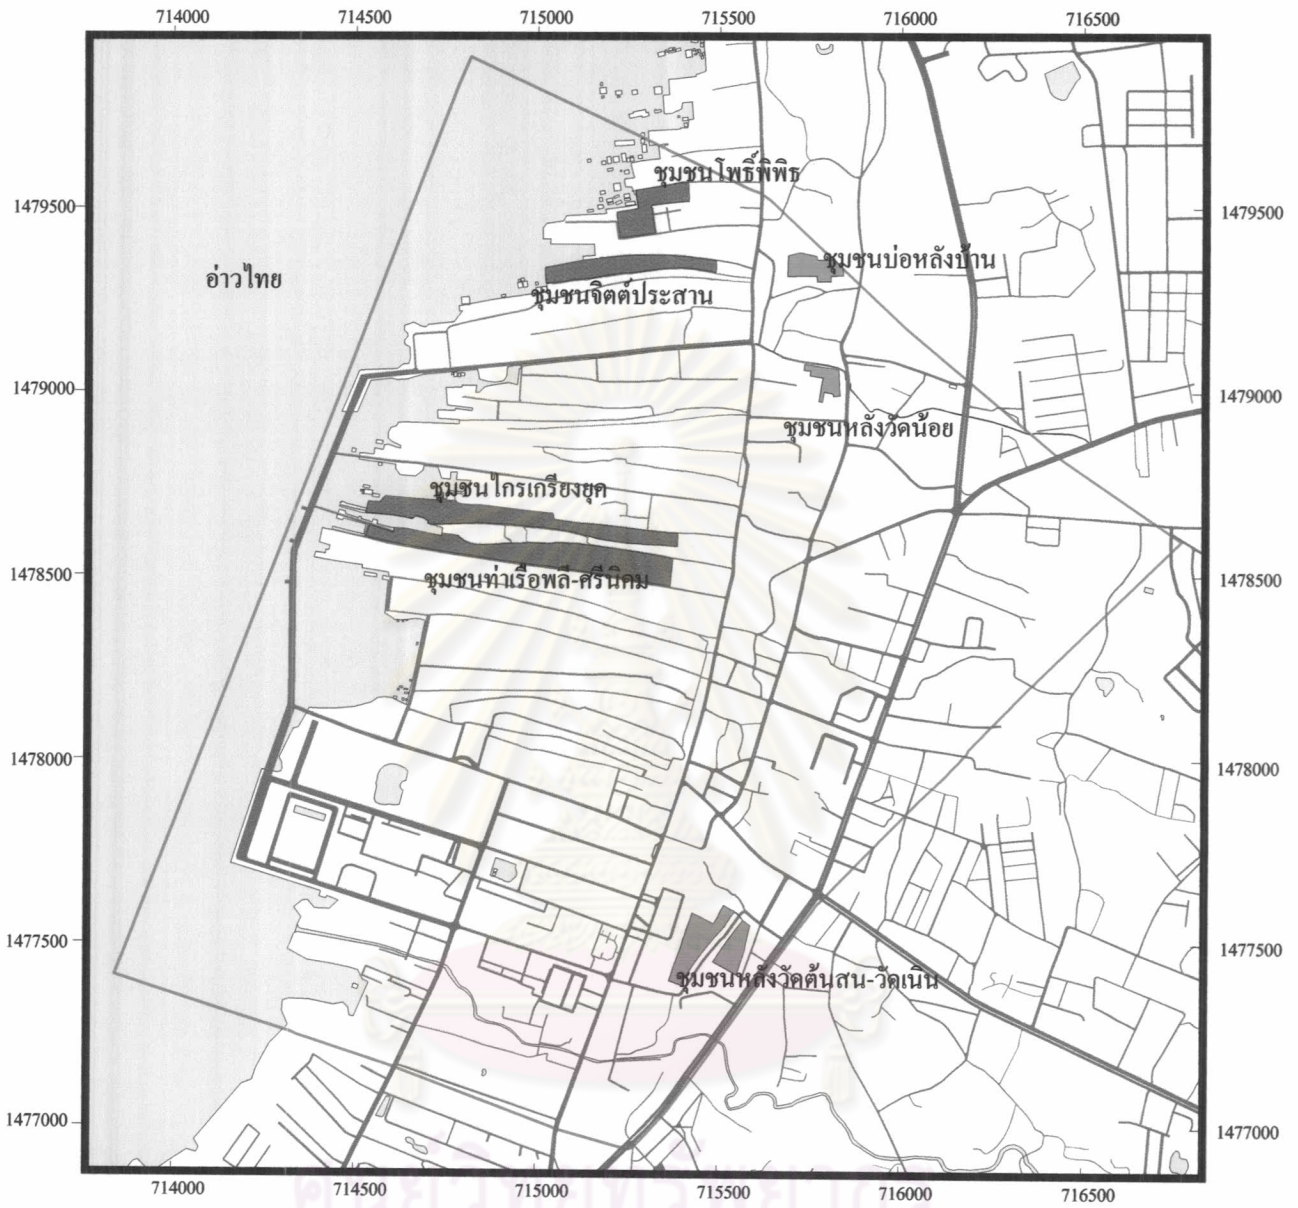 714000 714500 715000 715500 716000 716500
ชุมชนโพธิ์พิพิธ
1479500 1479500
ชุมชนบ่อหลังบ้าน
อ่าวไทย
ชุมชนจิตต์ประสาน
1479000 1479000
ชุมชนหลังวัดน้อย
ชุมชนไกรเกรียงยุค
1478500 1478500
ชุมชนท่าเรือพลี-ศรีนิคม
1478000 1478000
1477500 1477500
ชุมชนหลังวัดต้นสน-วัดเนิน
1477000 1477000
714000 714500 715000 715500 716000 716500